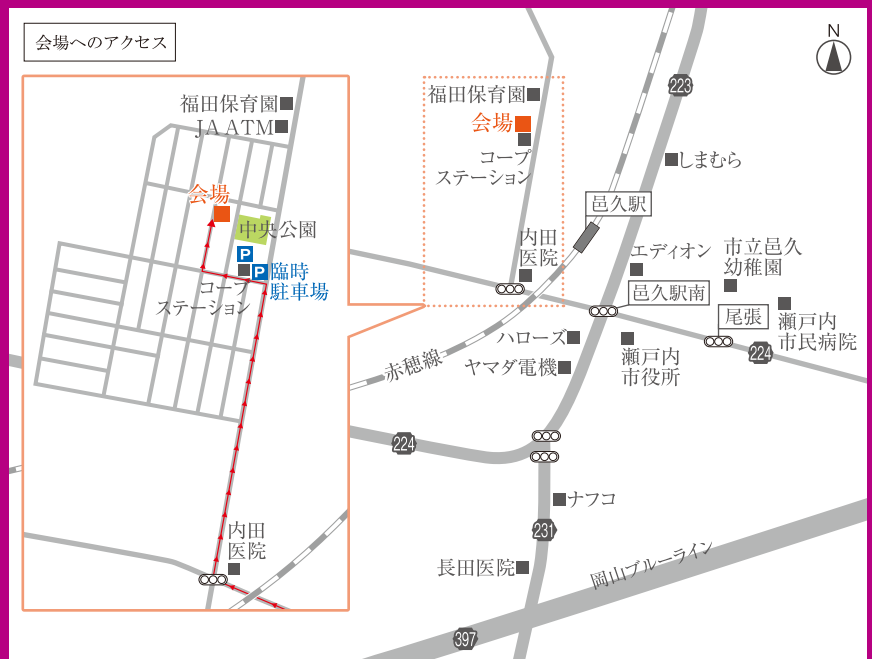 会場へのアクセス
福田保育園
JA ATM
会場
中央公園
P
P
臨時
駐車場
コープ
ステーション
内田
医院
福田保育園
会場
コープ
ステーション
内田
医院
N
223
しまむら
邑久駅
エディオン
市立邑久
幼稚園
邑久駅南
尾張
瀬戸内
市民病院
224
ハローズ
ヤマダ電機
瀬戸内
市役所
赤穂線
224
ナフコ
231
長田医院
岡山ブルーライン
397